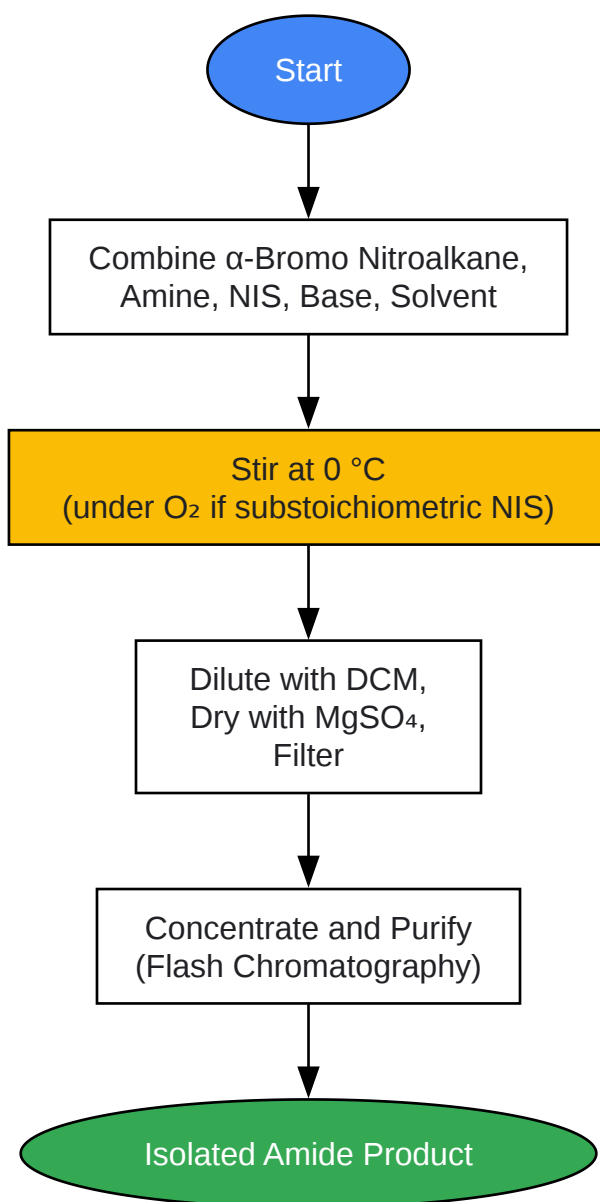 Start
Combine α-Bromo Nitroalkane,
Amine, NIS, Base, Solvent
Stir at 0 °C
(under O₂ if substoichiometric NIS)
Dilute with DCM,
Dry with MgSO₄,
Filter
Concentrate and Purify
(Flash Chromatography)
Isolated Amide Product